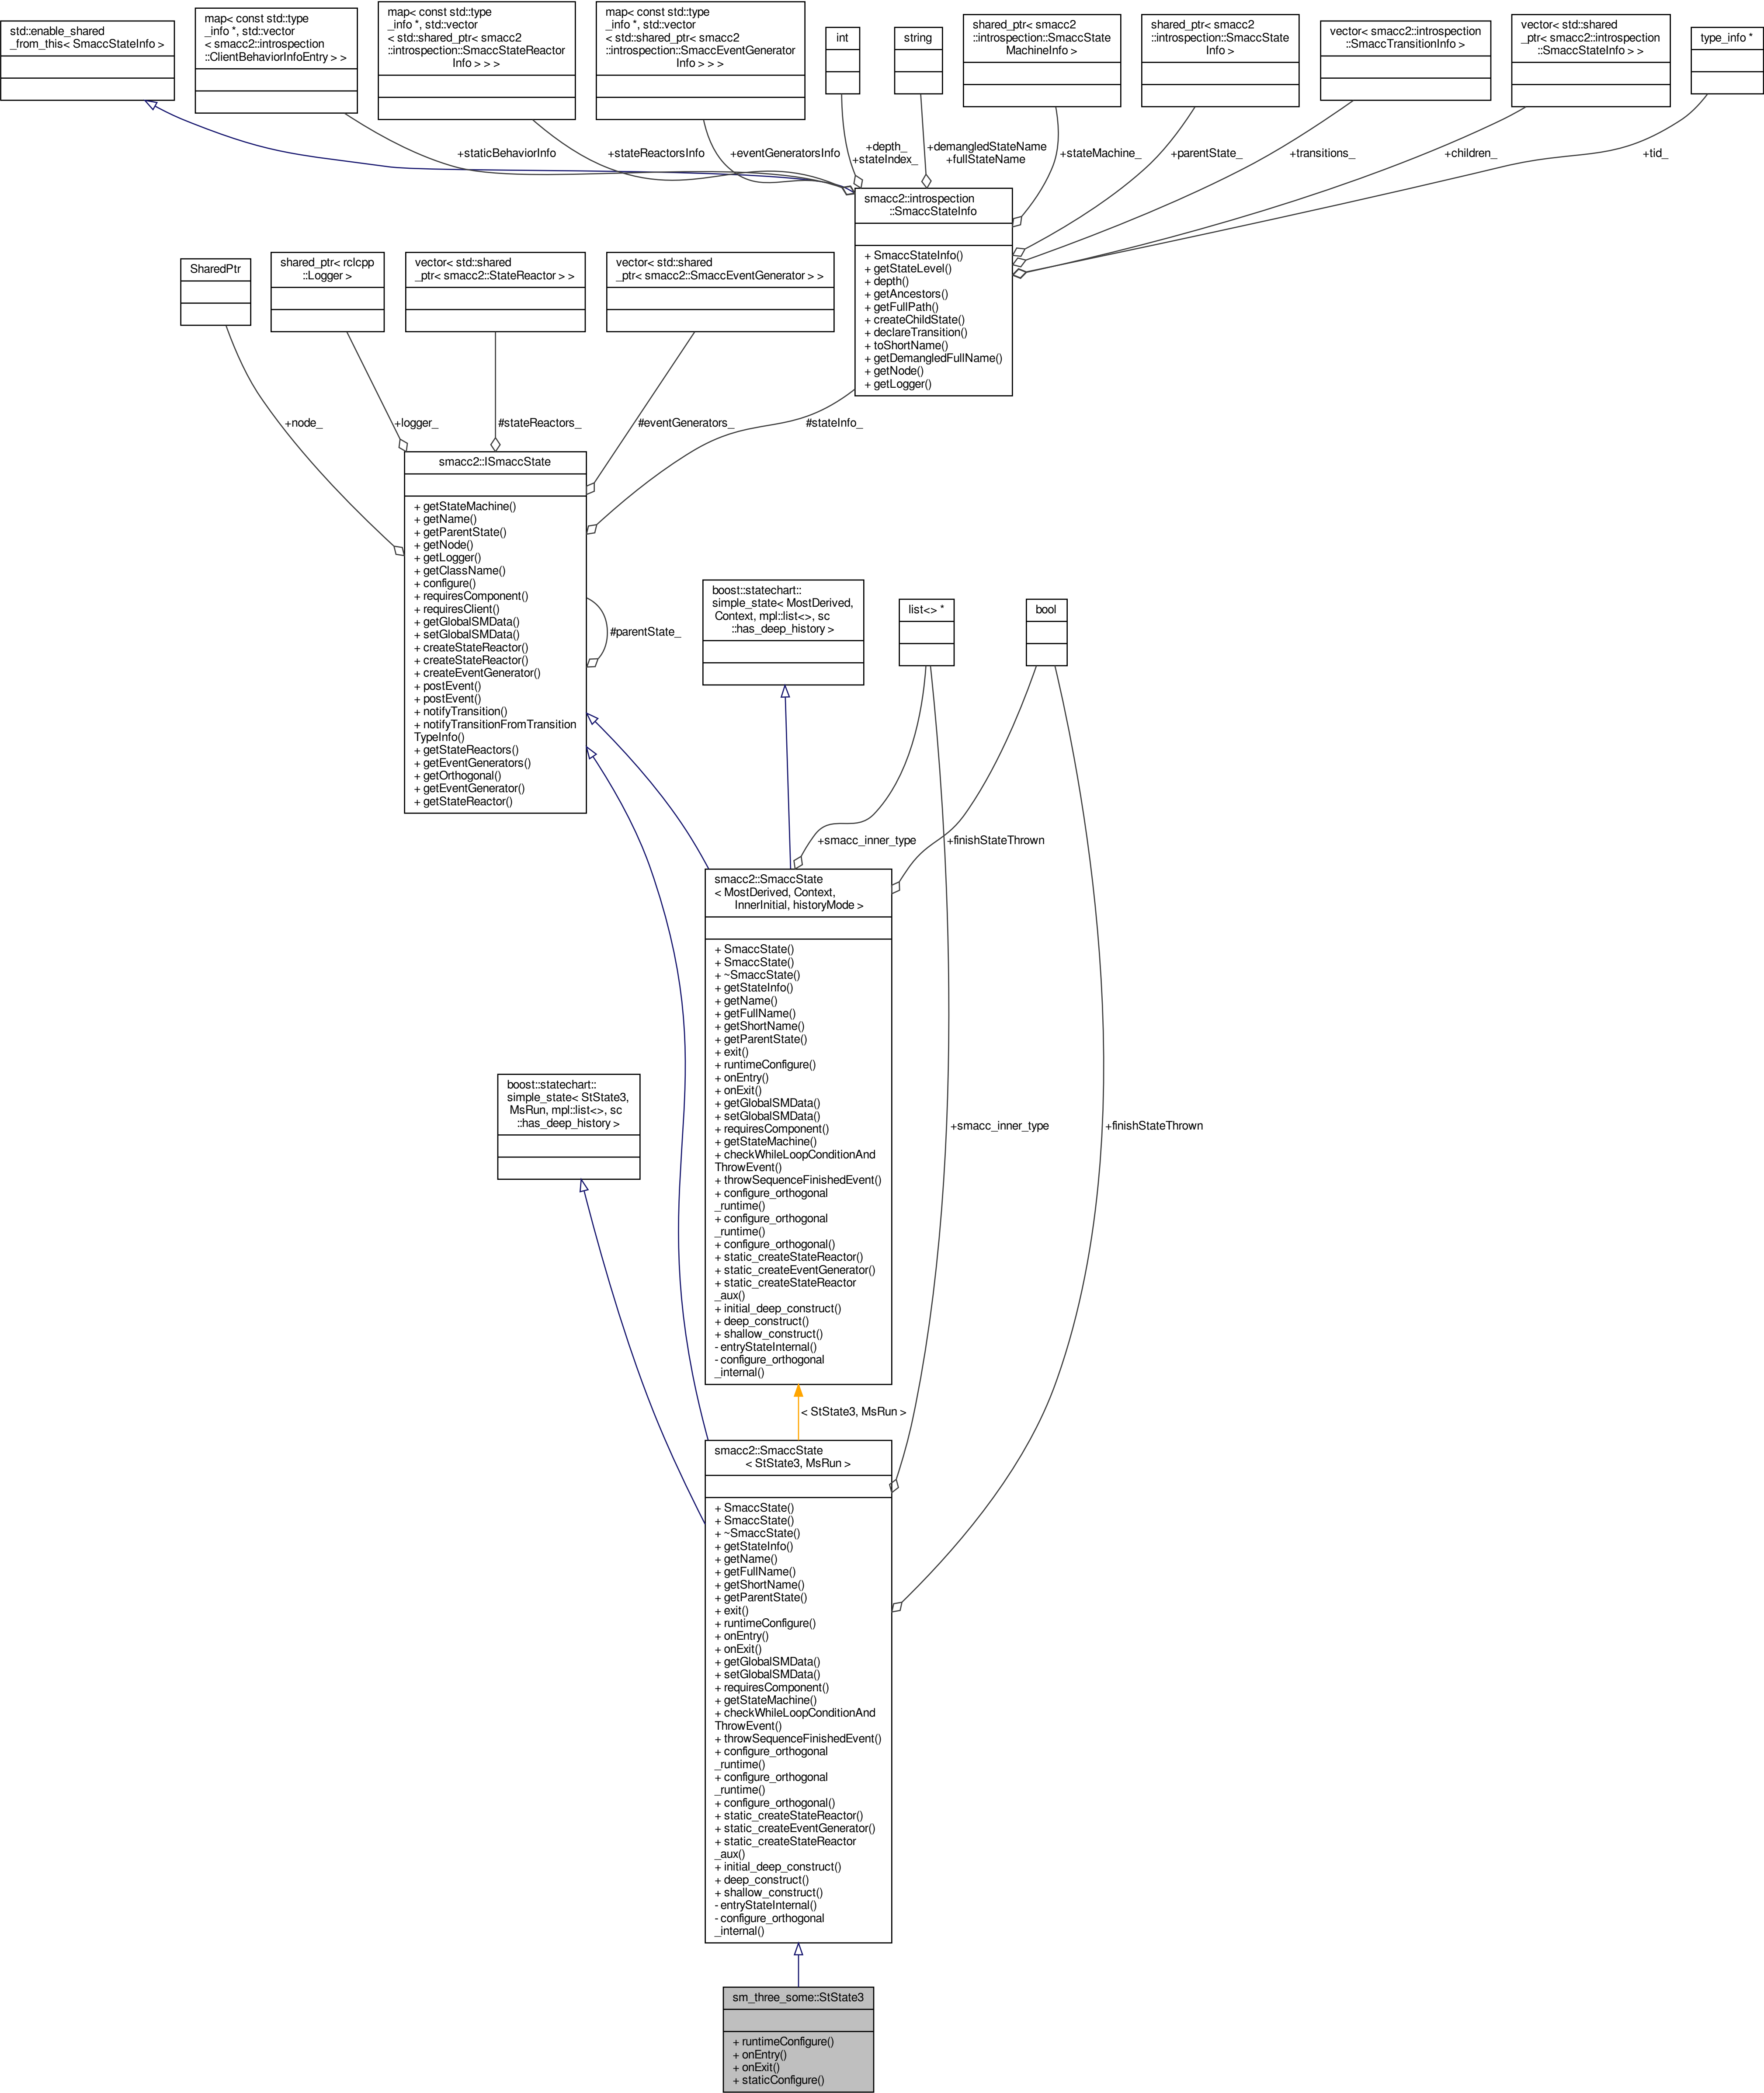 std::enable_shared
_from_this< SmaccStateInfo >
map< const std::type
_info *, std::vector
< smacc2::introspection
::ClientBehaviorInfoEntry > >
map< const std::type
_info *, std::vector
< std::shared_ptr< smacc2
::introspection::SmaccStateReactor
Info > > >
map< const std::type
_info *, std::vector
< std::shared_ptr< smacc2
::introspection::SmaccEventGenerator
Info > > >
int
string
shared_ptr< smacc2
::introspection::SmaccState
MachineInfo >
shared_ptr< smacc2
::introspection::SmaccState
Info >
vector< smacc2::introspection
::SmaccTransitionInfo >
vector< std::shared
_ptr< smacc2::introspection
::SmaccStateInfo > >
type_info *
+staticBehaviorInfo
+stateReactorsInfo
+eventGeneratorsInfo
+depth_
+stateIndex_
+demangledStateName
+fullStateName
+stateMachine_
+parentState_
+transitions_
+children_
+tid_
smacc2::introspection
::SmaccStateInfo
+ SmaccStateInfo()
+ getStateLevel()
+ depth()
+ getAncestors()
+ getFullPath()
+ createChildState()
+ declareTransition()
+ toShortName()
+ getDemangledFullName()
+ getNode()
+ getLogger()
SharedPtr
shared_ptr< rclcpp
::Logger >
vector< std::shared
_ptr< smacc2::StateReactor > >
vector< std::shared
_ptr< smacc2::SmaccEventGenerator > >
+node_
+logger_
#stateReactors_
#eventGenerators_
#stateInfo_
smacc2::ISmaccState
+ getStateMachine()
+ getName()
+ getParentState()
+ getNode()
+ getLogger()
+ getClassName()
+ configure()
+ requiresComponent()
+ requiresClient()
+ getGlobalSMData()
+ setGlobalSMData()
+ createStateReactor()
+ createStateReactor()
+ createEventGenerator()
+ postEvent()
+ postEvent()
+ notifyTransition()
+ notifyTransitionFromTransition
TypeInfo()
+ getStateReactors()
+ getEventGenerators()
+ getOrthogonal()
+ getEventGenerator()
+ getStateReactor()
#parentState_
boost::statechart::
simple_state< MostDerived,
Context, mpl::list<>, sc
::has_deep_history >
list<> *
bool
+smacc_inner_type
+finishStateThrown
smacc2::SmaccState
< MostDerived, Context,
InnerInitial, historyMode >
+ SmaccState()
+ SmaccState()
+ ~SmaccState()
+ getStateInfo()
+ getName()
+ getFullName()
+ getShortName()
+ getParentState()
+ exit()
+ runtimeConfigure()
+ onEntry()
+ onExit()
+ getGlobalSMData()
+ setGlobalSMData()
+ requiresComponent()
+ getStateMachine()
+ checkWhileLoopConditionAnd
ThrowEvent()
+ throwSequenceFinishedEvent()
+ configure_orthogonal
_runtime()
+ configure_orthogonal
_runtime()
+ configure_orthogonal()
+ static_createStateReactor()
+ static_createEventGenerator()
+ static_createStateReactor
_aux()
+ initial_deep_construct()
+ deep_construct()
+ shallow_construct()
- entryStateInternal()
- configure_orthogonal
_internal()
boost::statechart::
simple_state< StState3,
MsRun, mpl::list<>, sc
::has_deep_history >
+smacc_inner_type
+finishStateThrown
< StState3, MsRun >
smacc2::SmaccState
< StState3, MsRun >
+ SmaccState()
+ SmaccState()
+ ~SmaccState()
+ getStateInfo()
+ getName()
+ getFullName()
+ getShortName()
+ getParentState()
+ exit()
+ runtimeConfigure()
+ onEntry()
+ onExit()
+ getGlobalSMData()
+ setGlobalSMData()
+ requiresComponent()
+ getStateMachine()
+ checkWhileLoopConditionAnd
ThrowEvent()
+ throwSequenceFinishedEvent()
+ configure_orthogonal
_runtime()
+ configure_orthogonal
_runtime()
+ configure_orthogonal()
+ static_createStateReactor()
+ static_createEventGenerator()
+ static_createStateReactor
_aux()
+ initial_deep_construct()
+ deep_construct()
+ shallow_construct()
- entryStateInternal()
- configure_orthogonal
_internal()
sm_three_some::StState3
+ runtimeConfigure()
+ onEntry()
+ onExit()
+ staticConfigure()